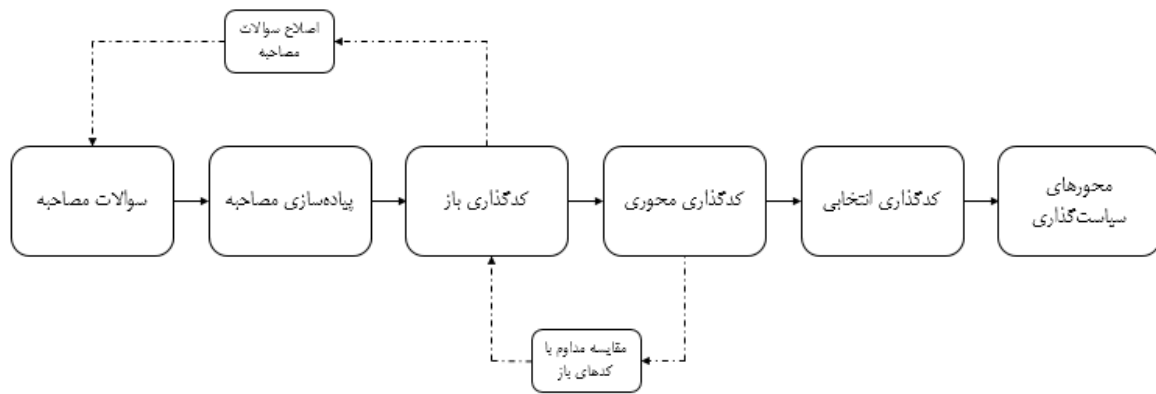 اصلاح سوالات
مصاحبه
سوالات مصاحبه
پیاده‌سازی مصاحبه
کدگذاری باز
کدگذاری محوری
کدگذاری انتخابی
محورهای
سیاست‌گذاری
مقایسه مداوم با
کدهای باز